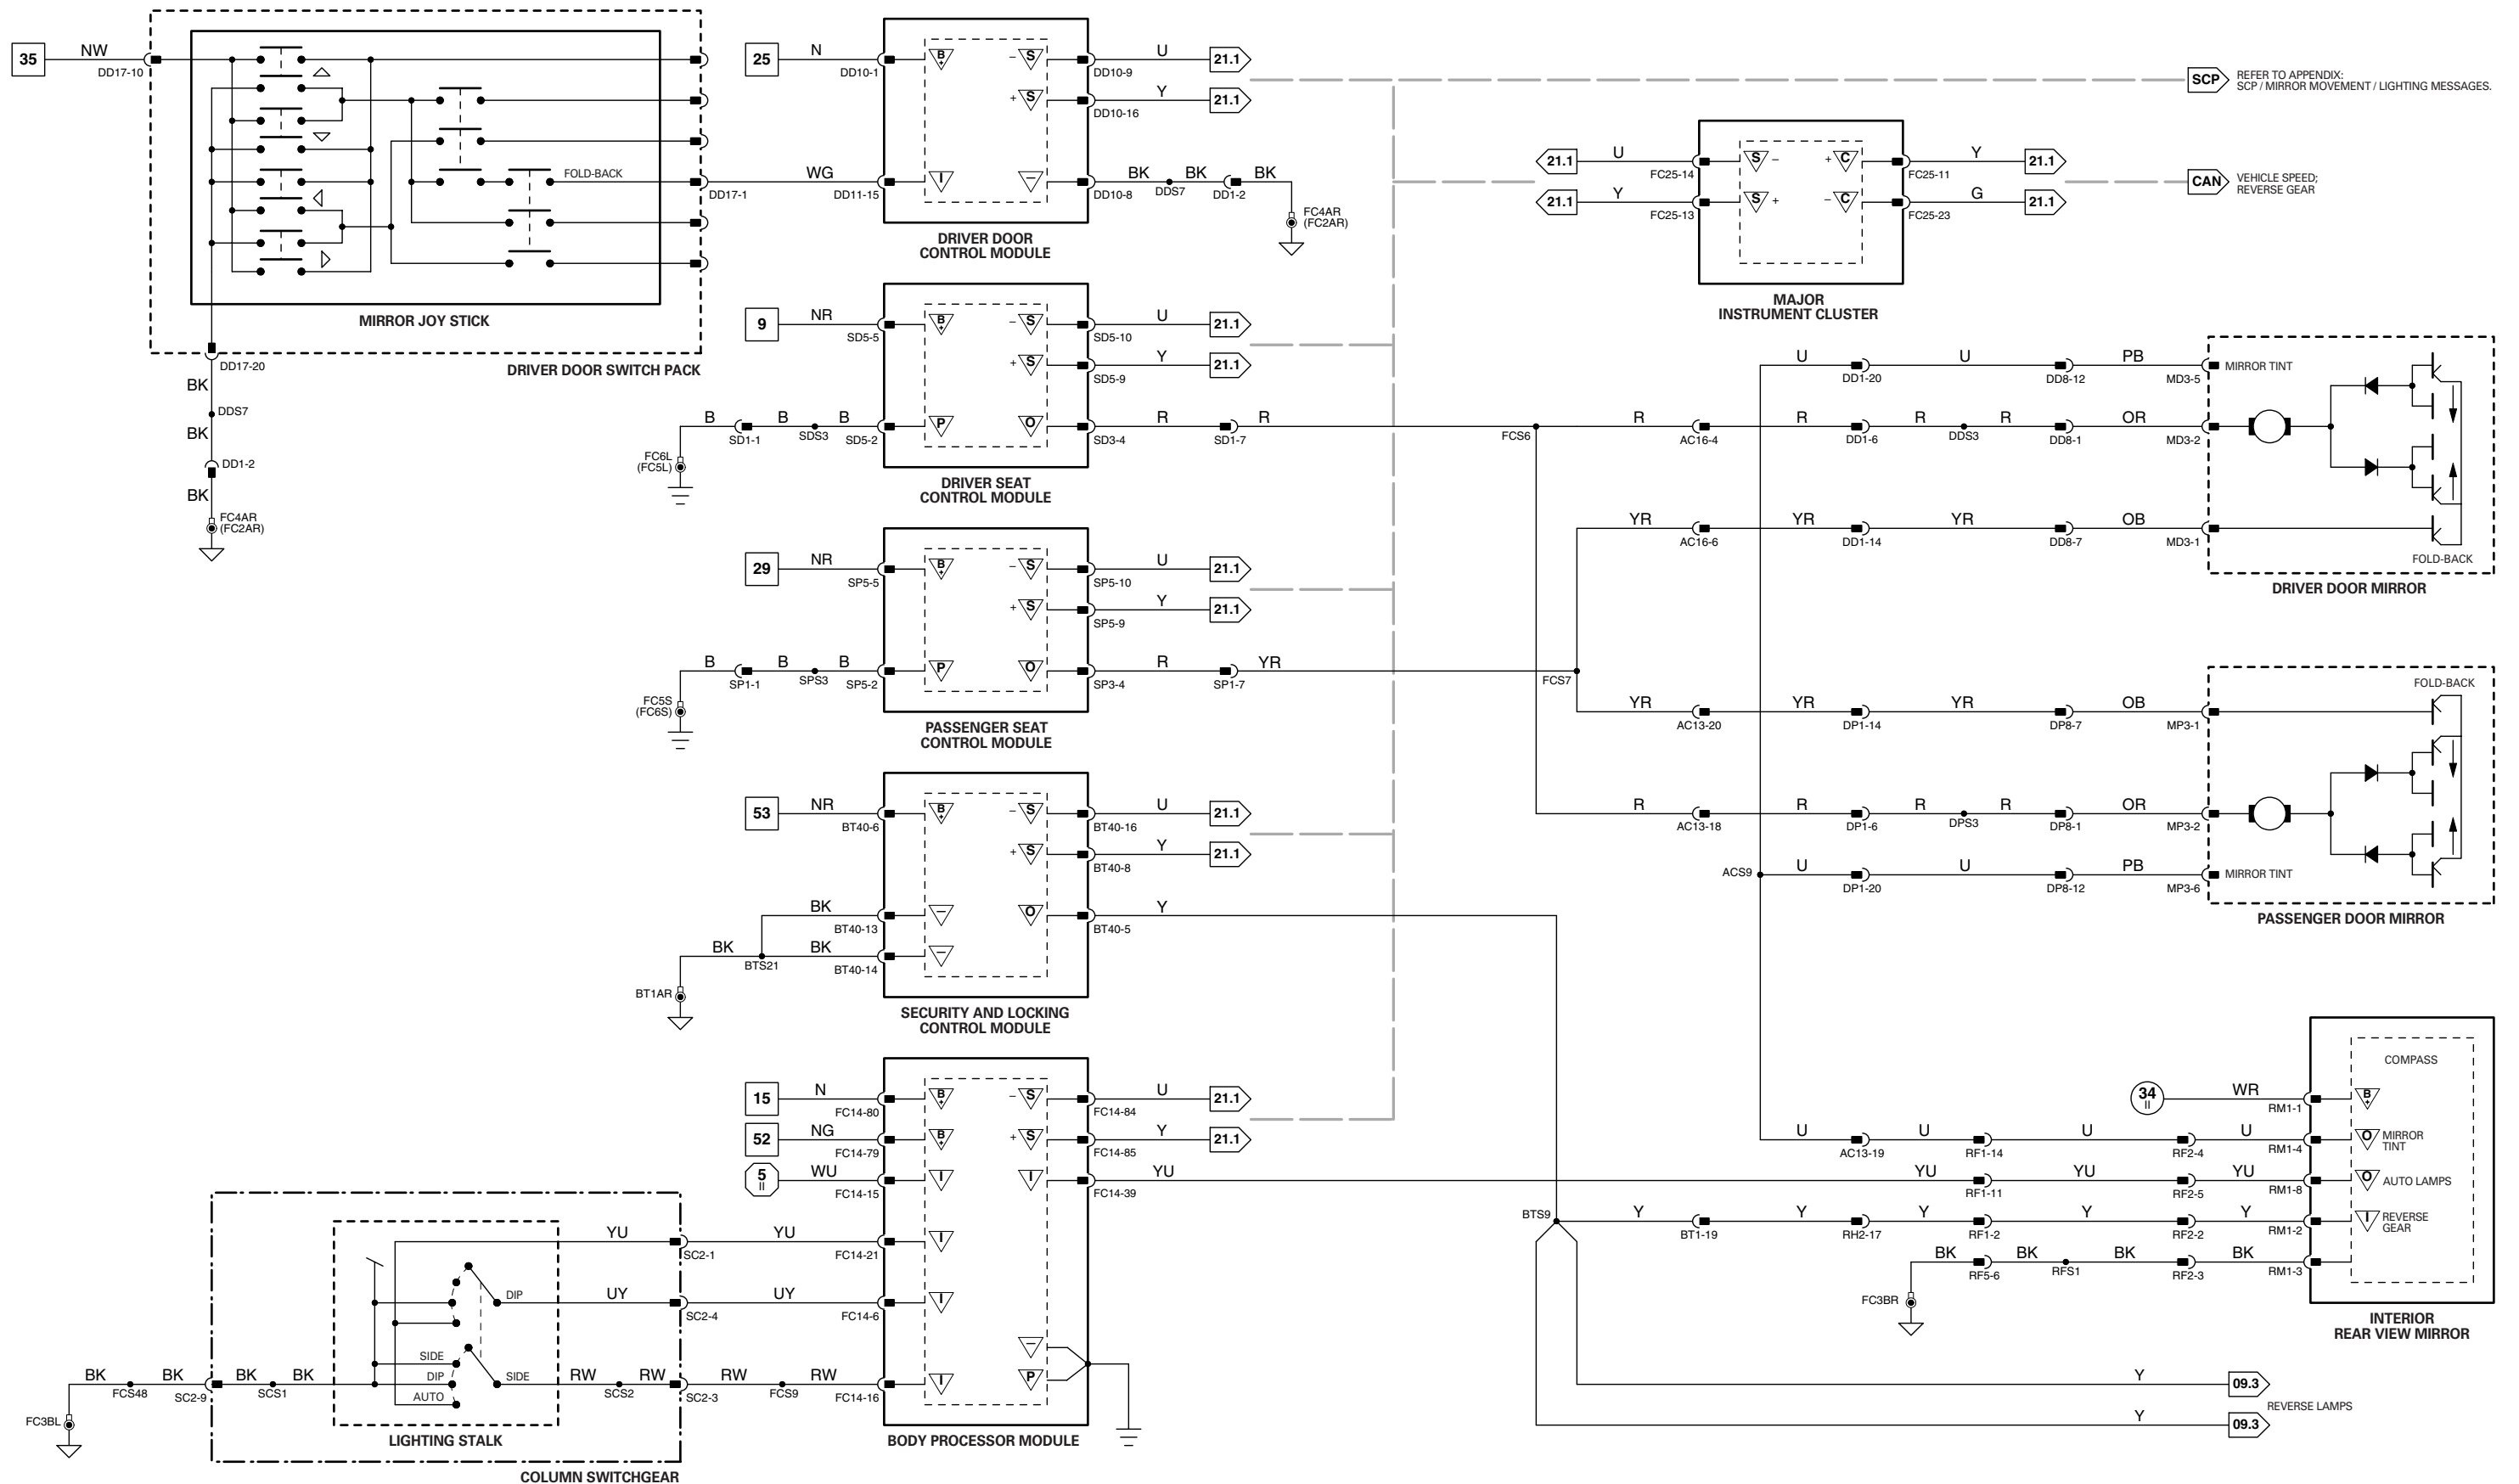 35
NW
DD17-10
FOLD-BACK
DD17-1
MIRROR JOY STICK
DRIVER DOOR SWITCH PACK
DD17-20
BK
DDS7
BK
DD1-2
BK
FC4AR
(FC2AR)
25
N
DD10-1
B
+
– S
DD10-9
U
21.1
+ S
DD10-16
Y
21.1
WG
DD11-15
I
–
DD10-8
BK
DDS7
BK
DD1-2
BK
FC4AR
(FC2AR)
DRIVER DOOR
CONTROL MODULE
SCP
REFER TO APPENDIX:
SCP / MIRROR MOVEMENT / LIGHTING MESSAGES.
21.1
U
FC25-14
S –
+ C
FC25-11
Y
21.1
21.1
Y
FC25-13
S +
– C
FC25-23
G
21.1
CAN
VEHICLE SPEED;
REVERSE GEAR
MAJOR
INSTRUMENT CLUSTER
9
NR
SD5-5
B
+
– S
SD5-10
U
21.1
+ S
SD5-9
Y
21.1
FC6L
(FC5L)
B
SD1-1
B
SDS3
B
SD5-2
P
O
SD3-4
R
SD1-7
R
FCS6
DRIVER SEAT
CONTROL MODULE
U
DD1-20
U
DD8-12
PB
MD3-5
MIRROR TINT
R
AC16-4
R
DD1-6
R
DDS3
R
DD8-1
OR
MD3-2
YR
AC16-6
YR
DD1-14
YR
DD8-7
OB
MD3-1
FOLD-BACK
DRIVER DOOR MIRROR
29
NR
SP5-5
B
+
– S
SP5-10
U
21.1
+ S
SP5-9
Y
21.1
FC5S
(FC6S)
B
SP1-1
B
SPS3
B
SP5-2
P
O
SP3-4
R
SP1-7
YR
FCS7
PASSENGER SEAT
CONTROL MODULE
FOLD-BACK
YR
AC13-20
YR
DP1-14
YR
DP8-7
OB
MP3-1
R
AC13-18
R
DP1-6
R
DPS3
R
DP8-1
OR
MP3-2
ACS9
U
DP1-20
U
DP8-12
PB
MP3-6
MIRROR TINT
PASSENGER DOOR MIRROR
53
NR
BT40-6
B
+
– S
BT40-16
U
21.1
+ S
BT40-8
Y
21.1
BK
BT40-13
–
O
BT40-5
Y
BT1AR
BK
BTS21
BK
BT40-14
–
SECURITY AND LOCKING
CONTROL MODULE
15
N
FC14-80
B
+
– S
FC14-84
U
21.1
52
NG
FC14-79
B
+
+ S
FC14-85
Y
21.1
5
II
WU
FC14-15
I
I
FC14-39
YU
YU
SC2-1
YU
FC14-21
I
DIP
UY
SC2-4
UY
FC14-6
I
–
P
FC3BL
BK
FCS48
BK
SC2-9
BK
SCS1
BK
SIDE
DIP
AUTO
SIDE
RW
SCS2
RW
SC2-3
RW
FCS9
RW
FC14-16
I
LIGHTING STALK
COLUMN SWITCHGEAR
BODY PROCESSOR MODULE
COMPASS
34
II
WR
RM1-1
B
+
U
AC13-19
U
RF1-14
U
RF2-4
U
RM1-4
O
MIRROR
TINT
YU
RF1-11
YU
RF2-5
YU
RM1-8
O
AUTO LAMPS
BTS9
Y
BT1-19
Y
RH2-17
Y
RF1-2
Y
RF2-2
Y
RM1-2
I
REVERSE
GEAR
FC3BR
BK
RF5-6
BK
RFS1
BK
RF2-3
BK
RM1-3
INTERIOR
REAR VIEW MIRROR
Y
09.3
REVERSE LAMPS
Y
09.3